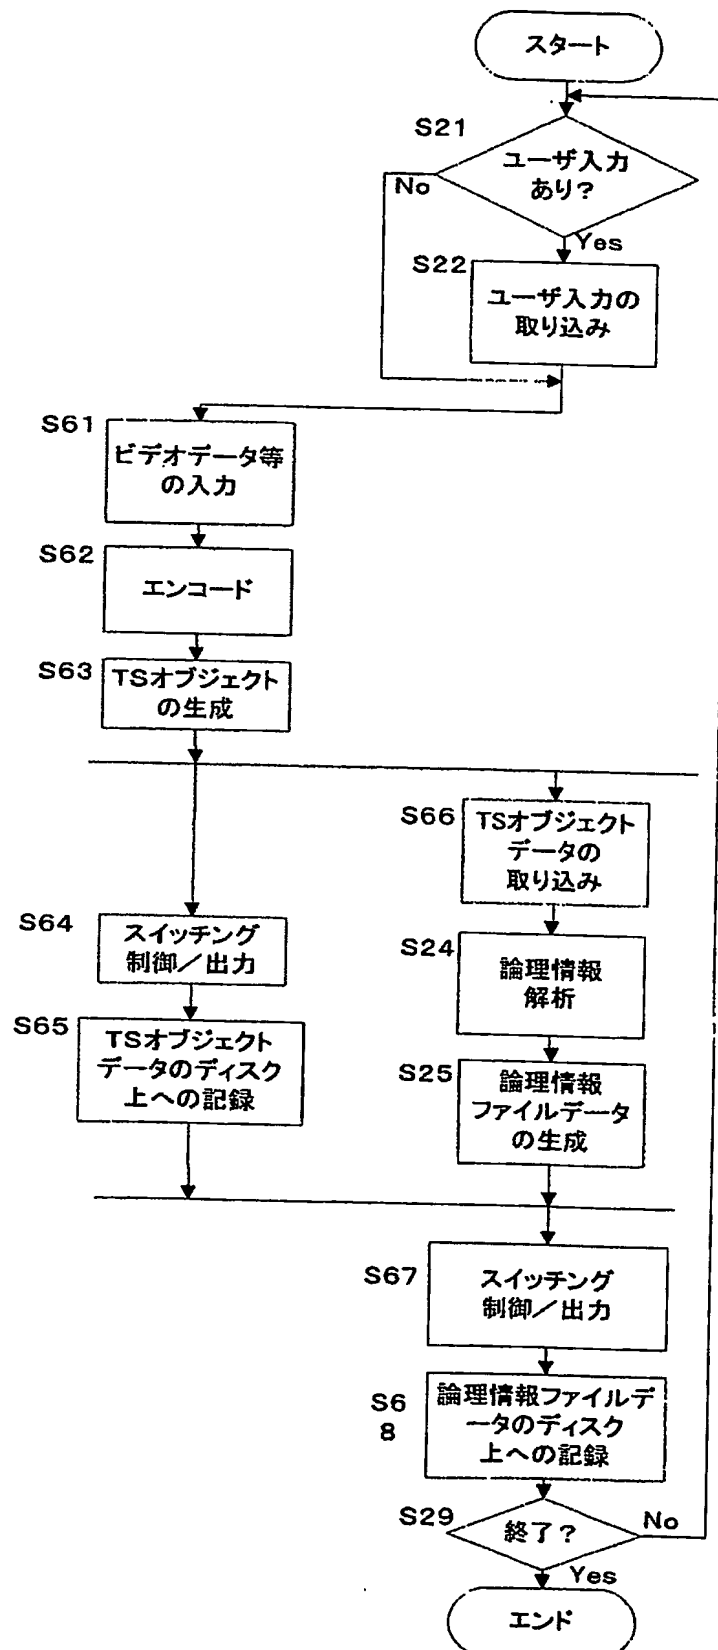 スタート
S21
ユーザ入力
あり？
No
Yes
S22
ユーザ入力の
取り込み
S61
ビデオデータ等
の入力
S62
エンコード
S63
TSオブジェクト
の生成
S66
TSオブジェクト
データの
取り込み
S64
スイッチング
制御／出力
S24
論理情報
解析
S65
TSオブジェクト
データのディスク
上への記録
S25
論理情報
ファイルデータ
の生成
S67
スイッチング
制御／出力
S6
8
論理情報ファイルデ
ータのディスク
上への記録
S29
終了？
No
Yes
エンド